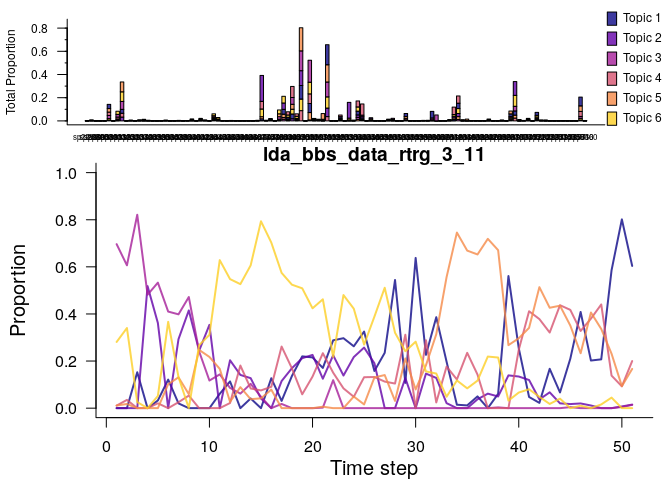 Total Proportion
0.8
0.6
0.4
0.2
0.0
Topic 1
Topic 2
Topic 3
Topic 4
Topic 5
Topic 6
lda_bbs_data_rtrg_3_11
Proportion
1.0
0.8
0.6
0.4
0.2
0.0
0 10 20 30 40 50
Time step